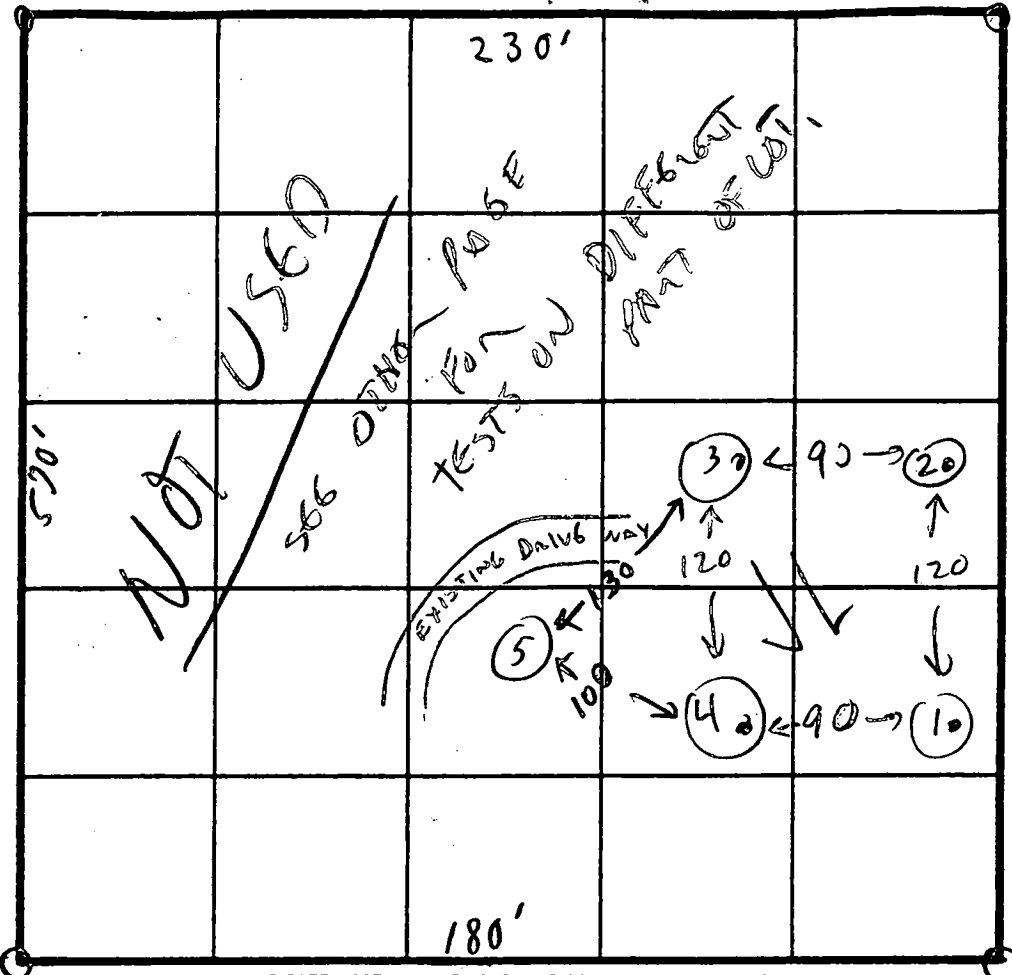 230'
NOT USED
SEE OTHER PAGE
FOR
TESTS ON DIFFERENT
PART OF LOT.
3 ← 90 → 2
EXISTING DRIVE WAY
130
120
120
5
100
4 ← 90 → 1
180'